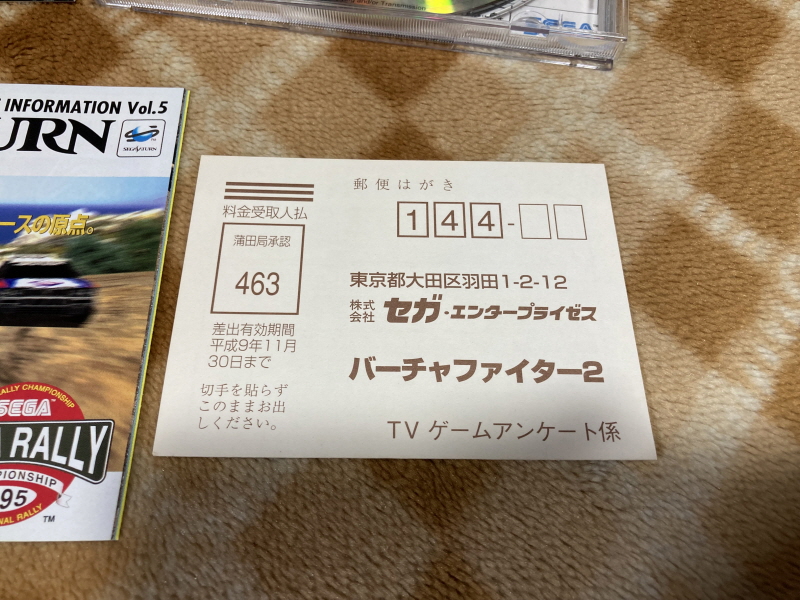 SEGA
INFORMATION Vol.5
URN
SEGA SATURN
ースの原点。
RALLY CHAMPIONSHIP
SEGA
RALLY
PIONSHIP
95
NAL RALLY
TM
郵便はがき
144-
料金受取人払
蒲田局承認
463
差出有効期間
平成9年11月
30日まで
切手を貼らず
このままお出
しください。
東京都大田区羽田1-2-12
株式会社 セガ・エンタープライゼス
バーチャファイター2
TV ゲームアンケート係